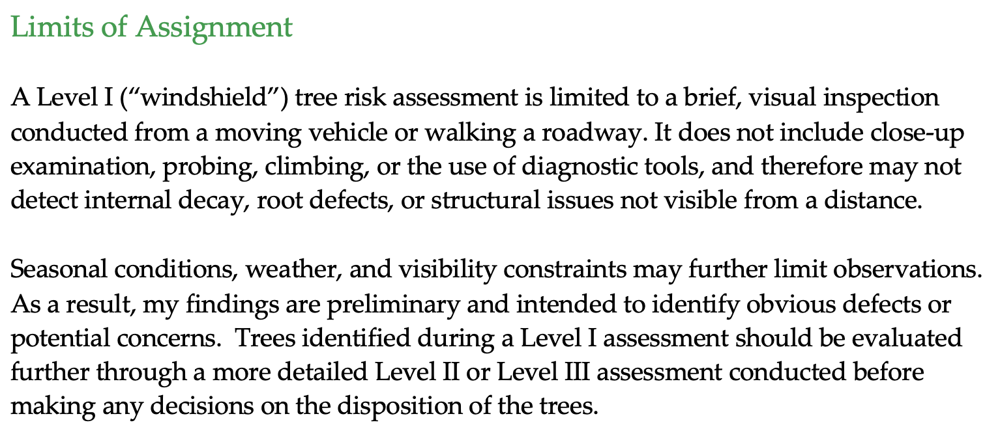 Limits of Assignment
A Level I (“windshield”) tree risk assessment is limited to a brief, visual inspection
conducted from a moving vehicle or walking a roadway. It does not include close-up
examination, probing, climbing, or the use of diagnostic tools, and therefore may not
detect internal decay, root defects, or structural issues not visible from a distance.
Seasonal conditions, weather, and visibility constraints may further limit observations.
As a result, my findings are preliminary and intended to identify obvious defects or
potential concerns.  Trees identified during a Level I assessment should be evaluated
further through a more detailed Level II or Level III assessment conducted before
making any decisions on the disposition of the trees.